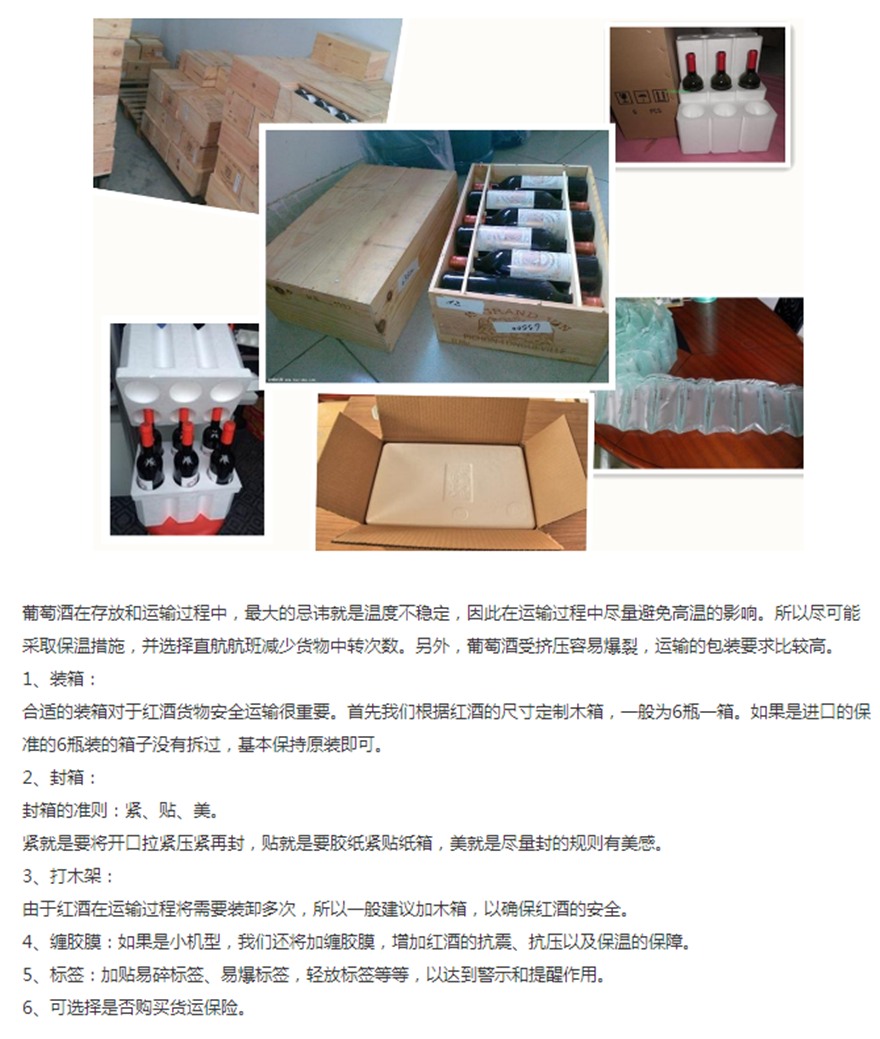 6 PCS
GRAND VIN
葡萄酒在存放和运输过程中，最大的忌讳就是温度不稳定，因此在运输过程中尽量避免高温的影响。所以尽可能
采取保温措施，并选择直航航班减少货物中转次数。另外，葡萄酒受挤压容易爆裂，运输的包装要求比较高。
1、装箱：
合适的装箱对于红酒货物安全运输很重要。首先我们根据红酒的尺寸定制木箱，一般为6瓶一箱。如果是进口的保
准的6瓶装的箱子没有拆过，基本保持原装即可。
2、封箱：
封箱的准则：紧、贴、美。
紧就是要将开口拉紧压紧再封，贴就是要胶纸紧贴纸箱，美就是尽量封的规则有美感。
3、打木架：
由于红酒在运输过程将需要装卸多次，所以一般建议加木箱，以确保红酒的安全。
4、缠胶膜：如果是小机型，我们还将加缠胶膜，增加红酒的抗震、抗压以及保温的保障。
5、标签：加贴易碎标签、易爆标签，轻放标签等等，以达到警示和提醒作用。
6、可选择是否购买货运保险。